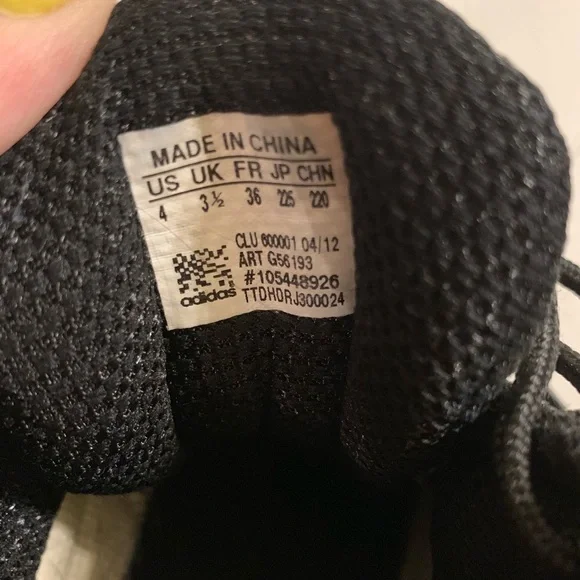 MADE IN CHINA
US UK FR JP CHN
4 3½ 36 225 220
CLU 600001 04/12
ART G56193
#105448926
adidas TTDHDRJ300024